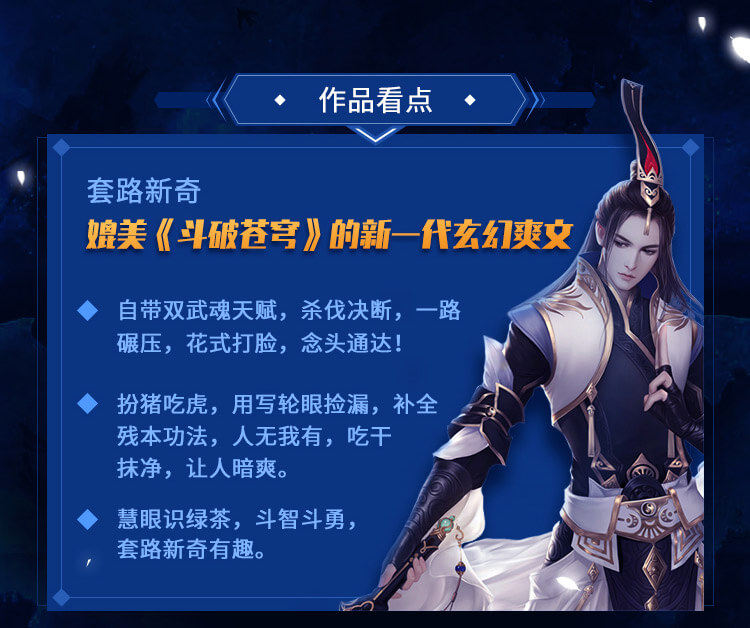 作品看点
套路新奇
媲美《斗破苍穹》的新一代玄幻爽文
自带双武魂天赋，杀伐决断，一路
碾压，花式打脸，念头通达！
扮猪吃虎，用写轮眼捡漏，补全
残本功法，人无我有，吃干
抹净，让人暗爽。
慧眼识绿茶，斗智斗勇，
套路新奇有趣。